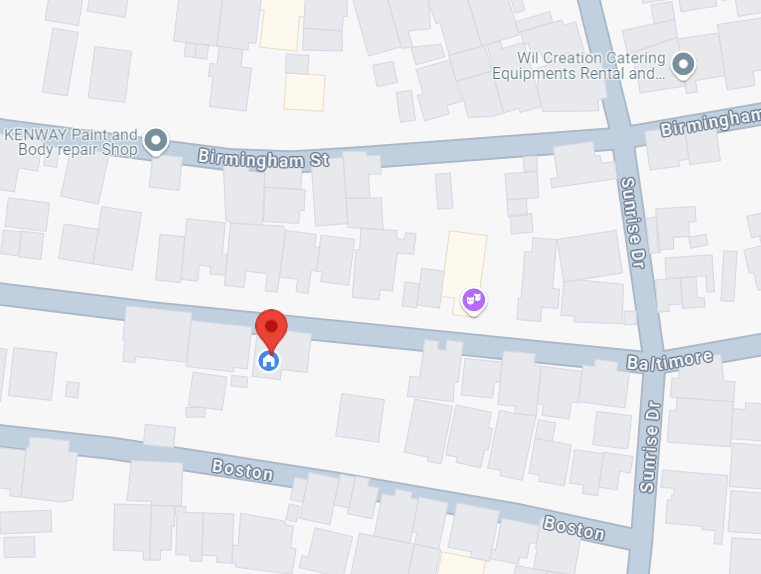 Wil Creation Catering
Equipments Rental and...
Birmingham
KENWAY Paint and
Body repair Shop
Birmingham St
Sunrise Dr
Baltimore
Sunrise Dr
Boston
Boston